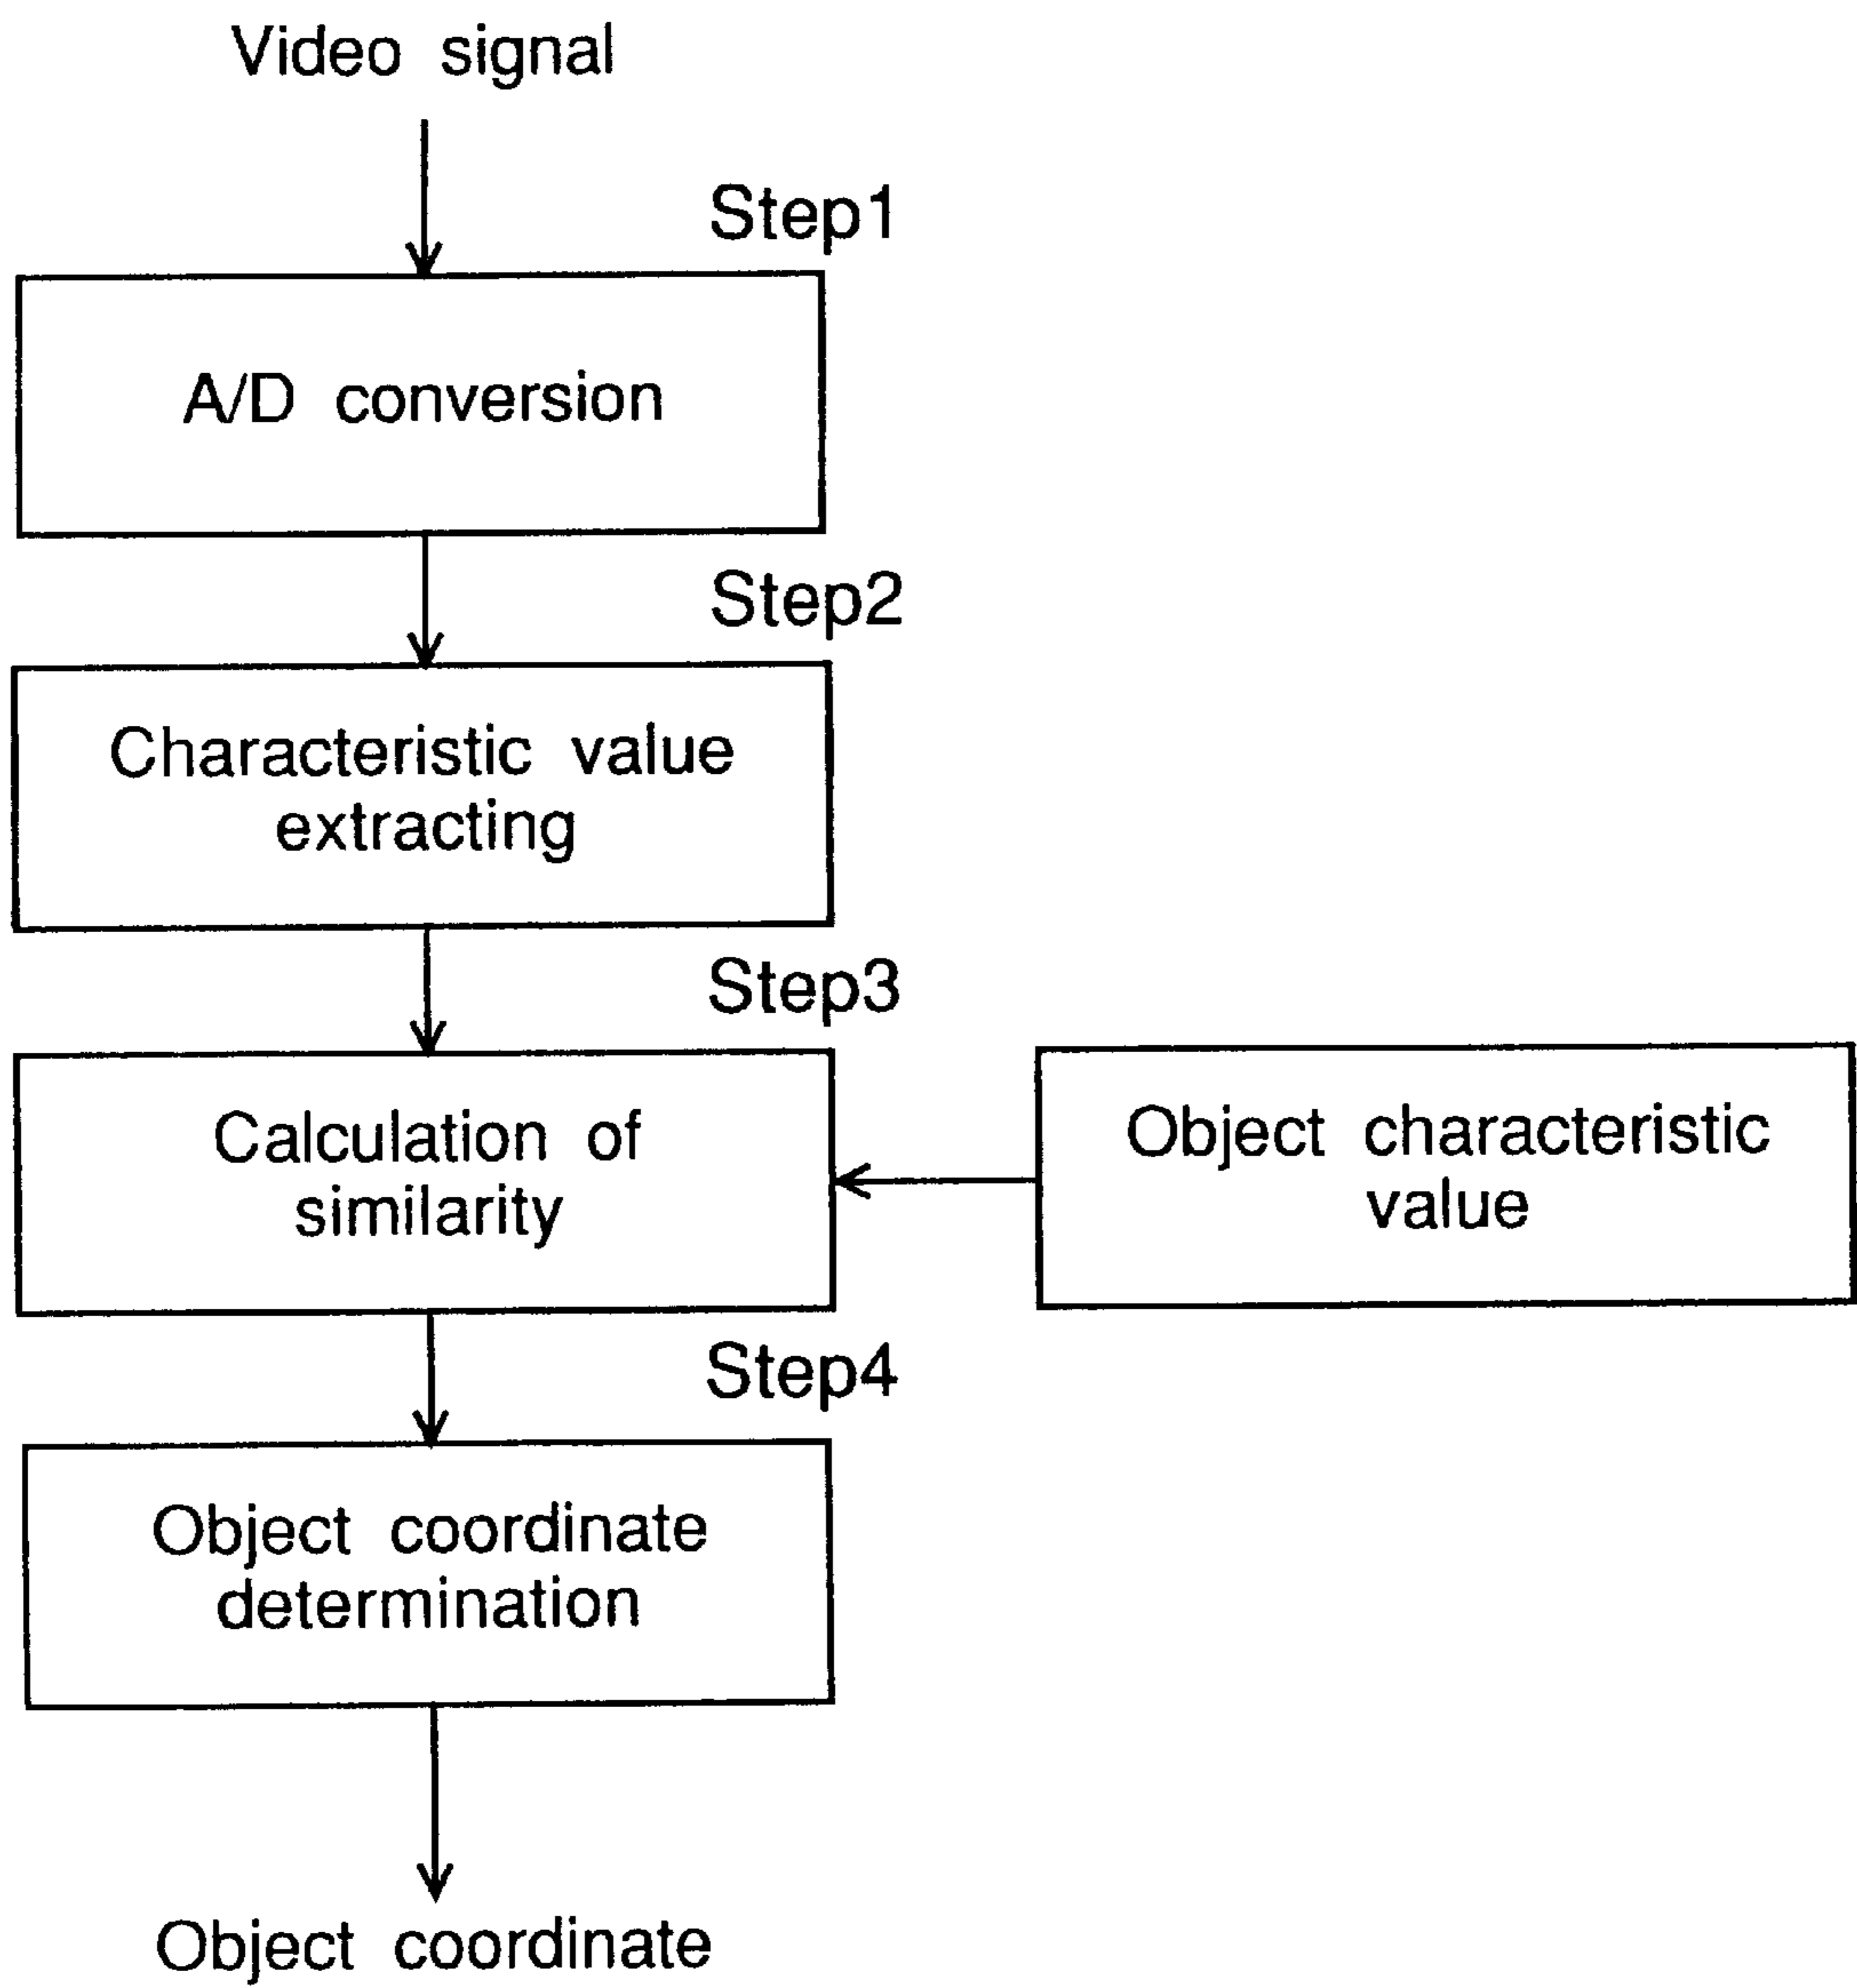 Video signal
Step1
A/D conversion
Step2
Characteristic value
extracting
Step3
Calculation of
similarity
Object characteristic
value
Step4
Object coordinate
determination
Object coordinate